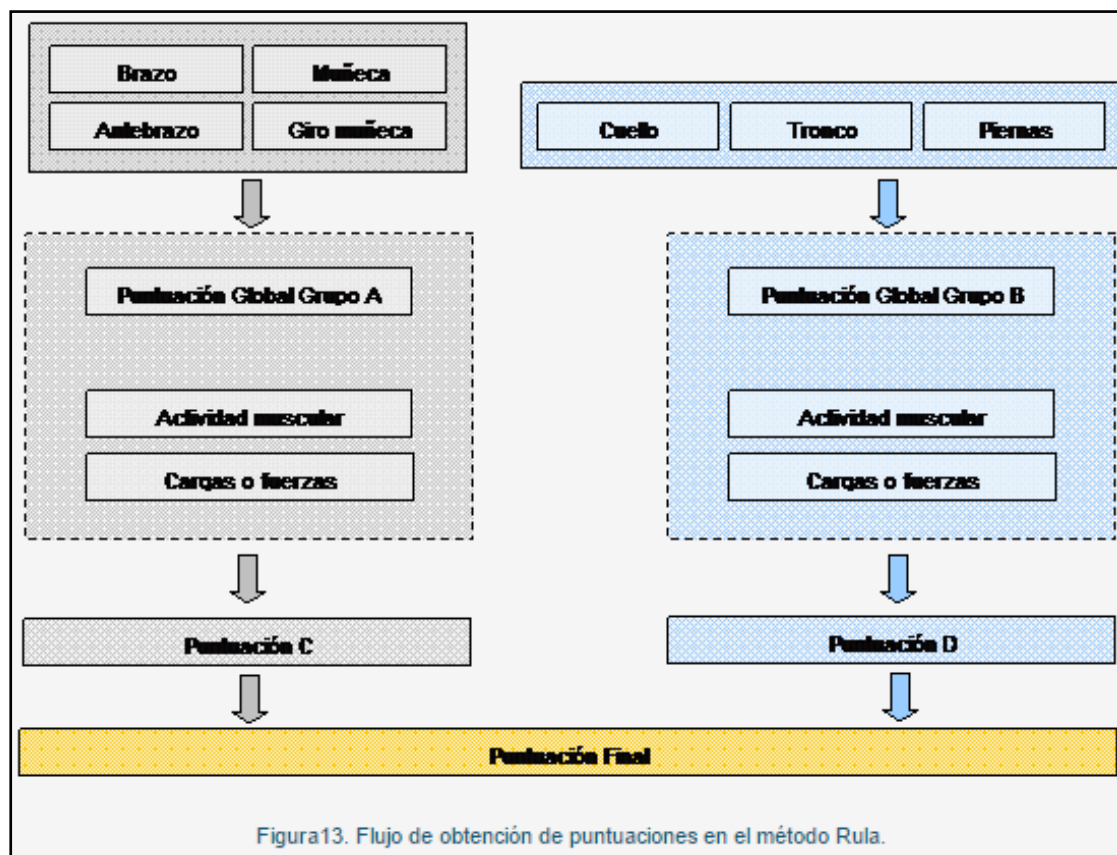 Brazo
Muñeca
Antebrazo
Giro muñeca
Cuello
Tronco
Piernas
Puntuación Global Grupo A
Actividad muscular
Cargas o fuerzas
Puntuación Global Grupo B
Actividad muscular
Cargas o fuerzas
Puntuación C
Puntuación D
Puntuación Final
Figura13. Flujo de obtención de puntuaciones en el método Rula.